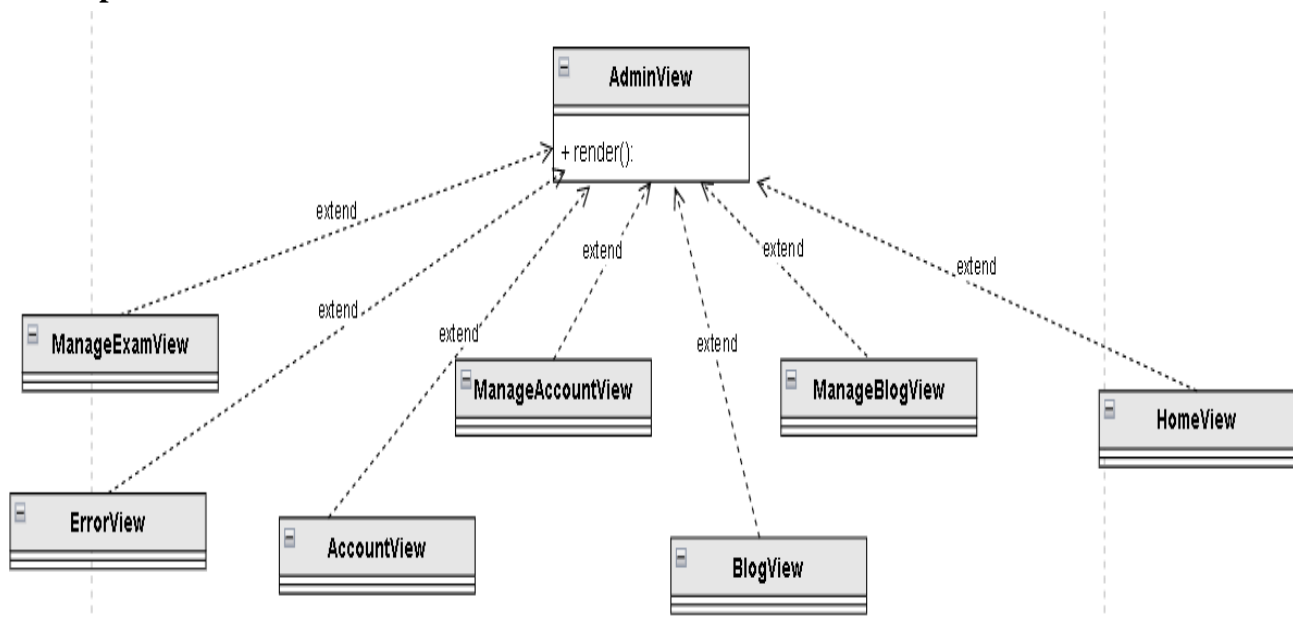 AdminView
+ render():
extend
extend
extend
extend
extend
extend
extend
ManageExamView
ManageAccountView
ManageBlogView
HomeView
ErrorView
AccountView
BlogView